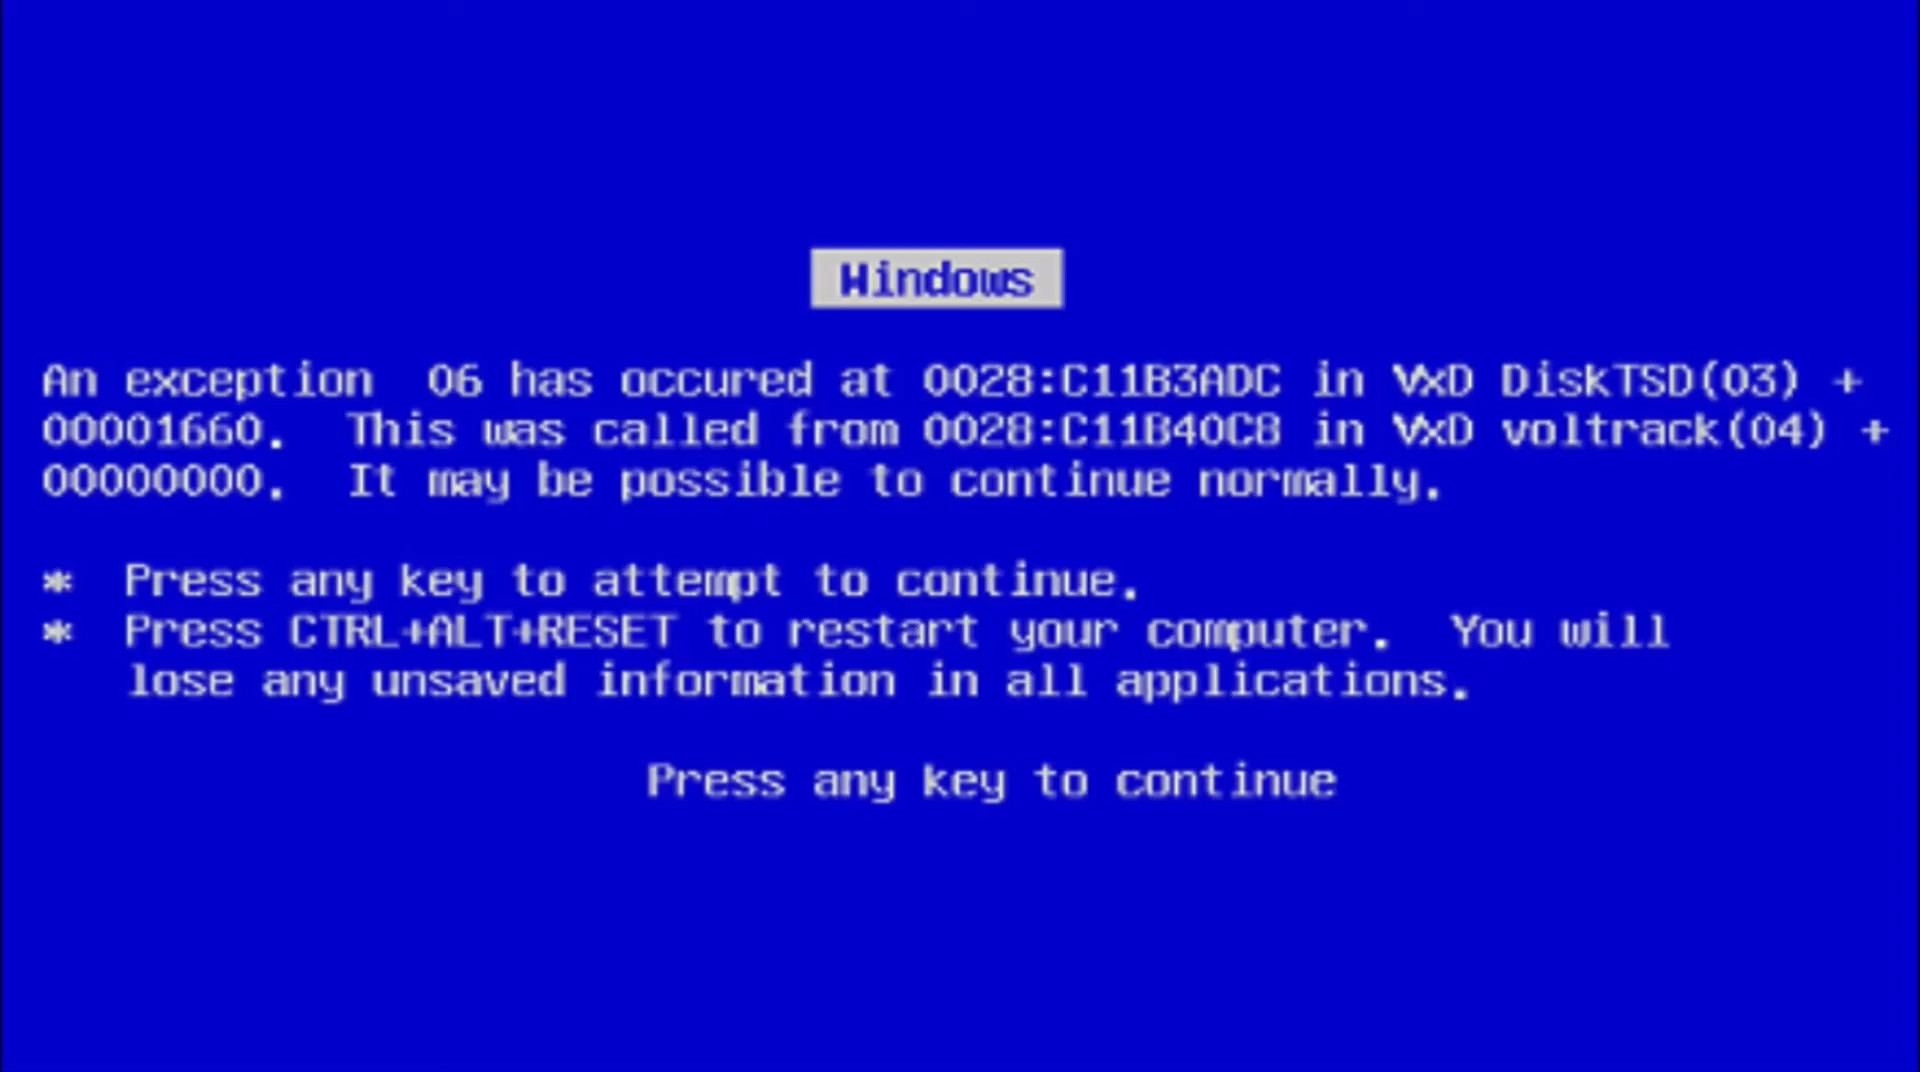 Windows
An exception  06 has occured at 0028:C11B3ADC in VxD DiskTSD(03) +
00001660.  This was called from 0028:C11B40C8 in VxD voltrack(04) +
00000000.  It may be possible to continue normally.
*  Press any key to attempt to continue.
*  Press CTRL+ALT+RESET to restart your computer.  You will
lose any unsaved information in all applications.
Press any key to continue